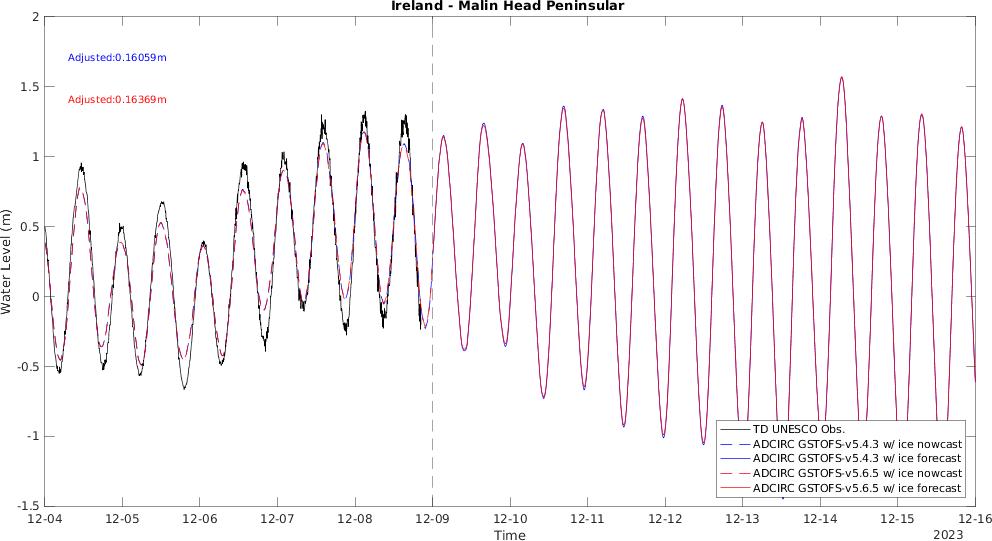 Ireland - Malin Head Peninsular
Adjusted:0.16059m
Adjusted:0.16369m
Water Level (m)
2
1.5
1
0.5
0
-0.5
-1
-1.5
TD UNESCO Obs.
ADCIRC GSTOFS-v5.4.3 w/ ice nowcast
ADCIRC GSTOFS-v5.4.3 w/ ice forecast
ADCIRC GSTOFS-v5.6.5 w/ ice nowcast
ADCIRC GSTOFS-v5.6.5 w/ ice forecast
12-04 12-05 12-06 12-07 12-08 12-09 12-10 12-11 12-12 12-13 12-14 12-15 12-16
Time
2023